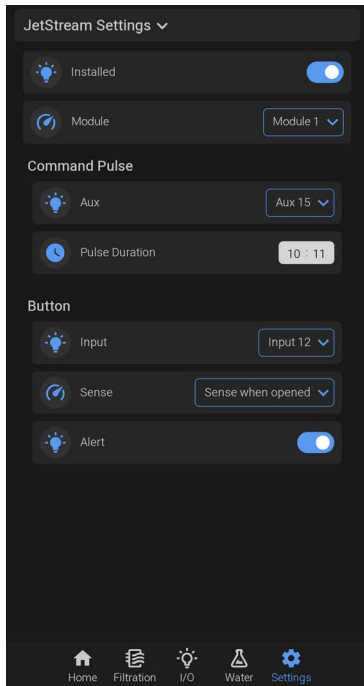 JetStream Settings
Installed
Module Module 1
Command Pulse
Aux Aux 15
Pulse Duration 10 : 11
Button
Input Input 12
Sense Sense when opened
Alert
Home Filtration I/O Water Settings